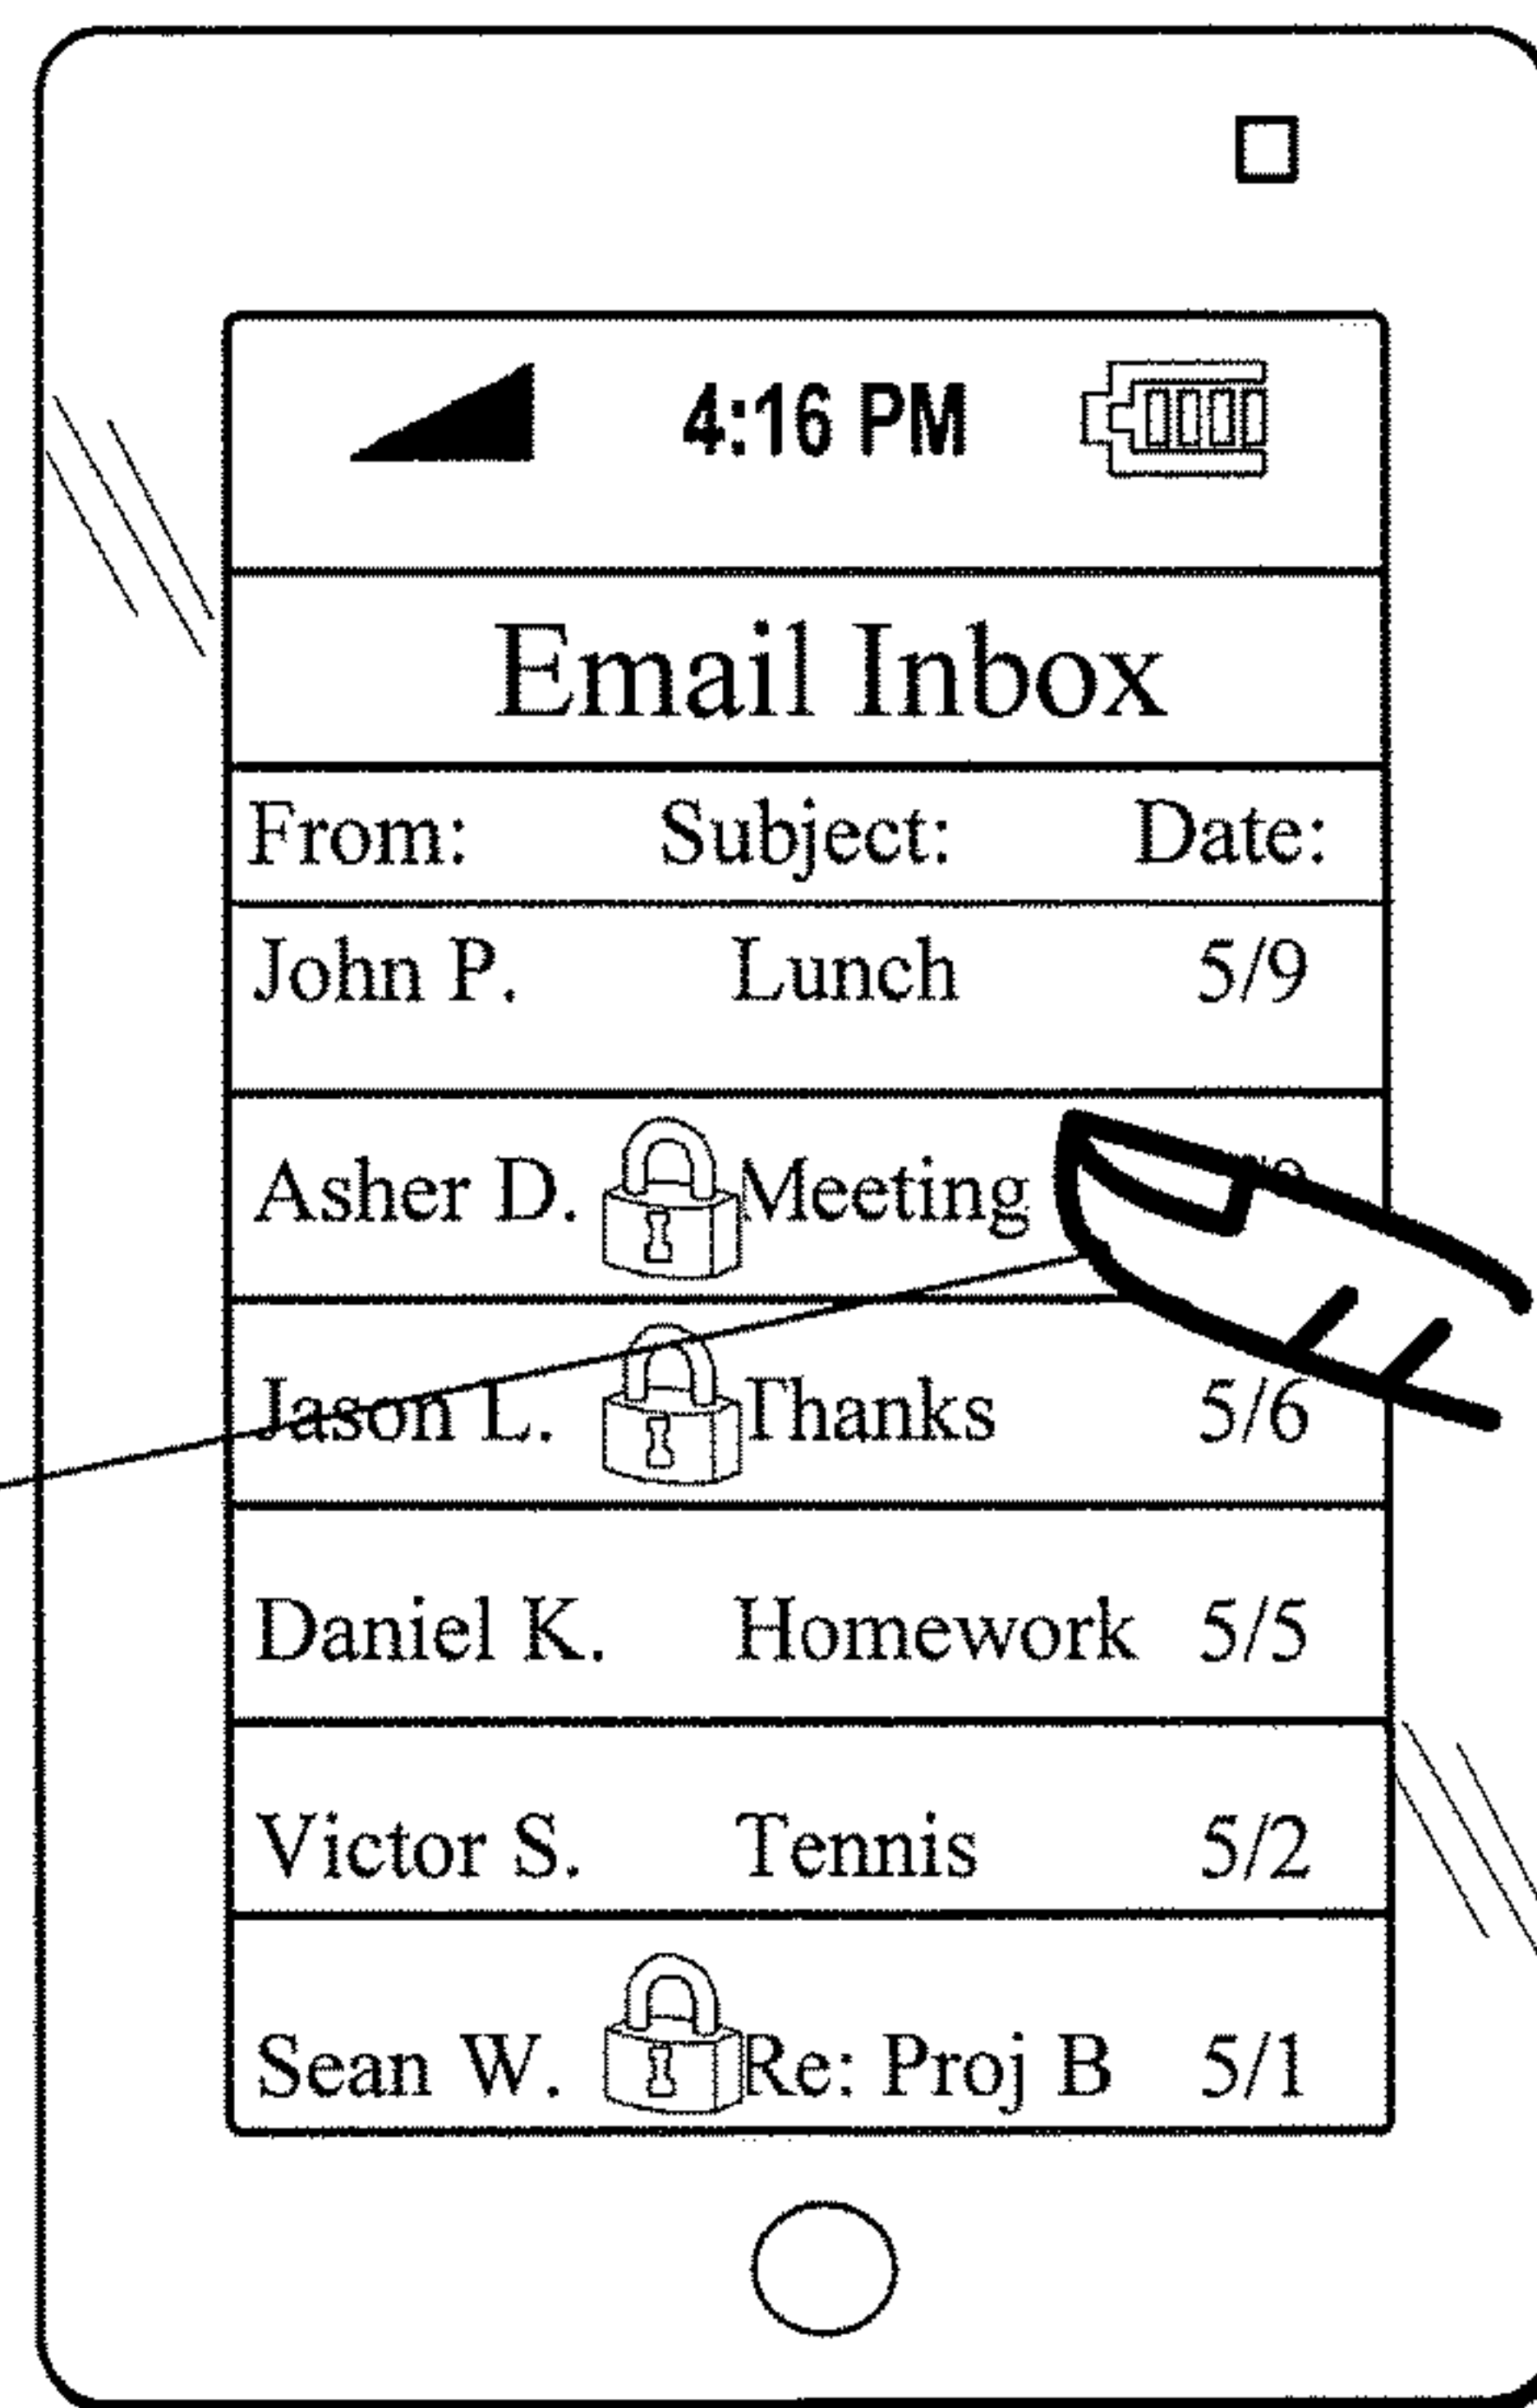 4:16 PM
Email Inbox
From: Subject: Date:
John P. Lunch 5/9
Asher D. Meeting
Jason L. Thanks 5/6
Daniel K. Homework 5/5
Victor S. Tennis 5/2
Sean W. Re: Proj B 5/1